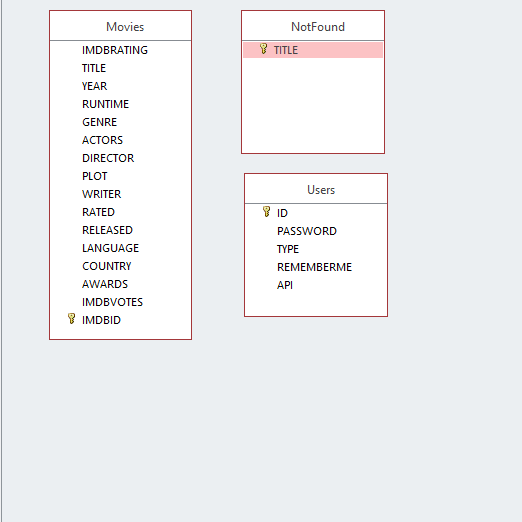 Movies
IMDBRATING
TITLE
YEAR
RUNTIME
GENRE
ACTORS
DIRECTOR
PLOT
WRITER
RATED
RELEASED
LANGUAGE
COUNTRY
AWARDS
IMDBVOTES
IMDBID
NotFound
TITLE
Users
ID
PASSWORD
TYPE
REMEMBERME
API